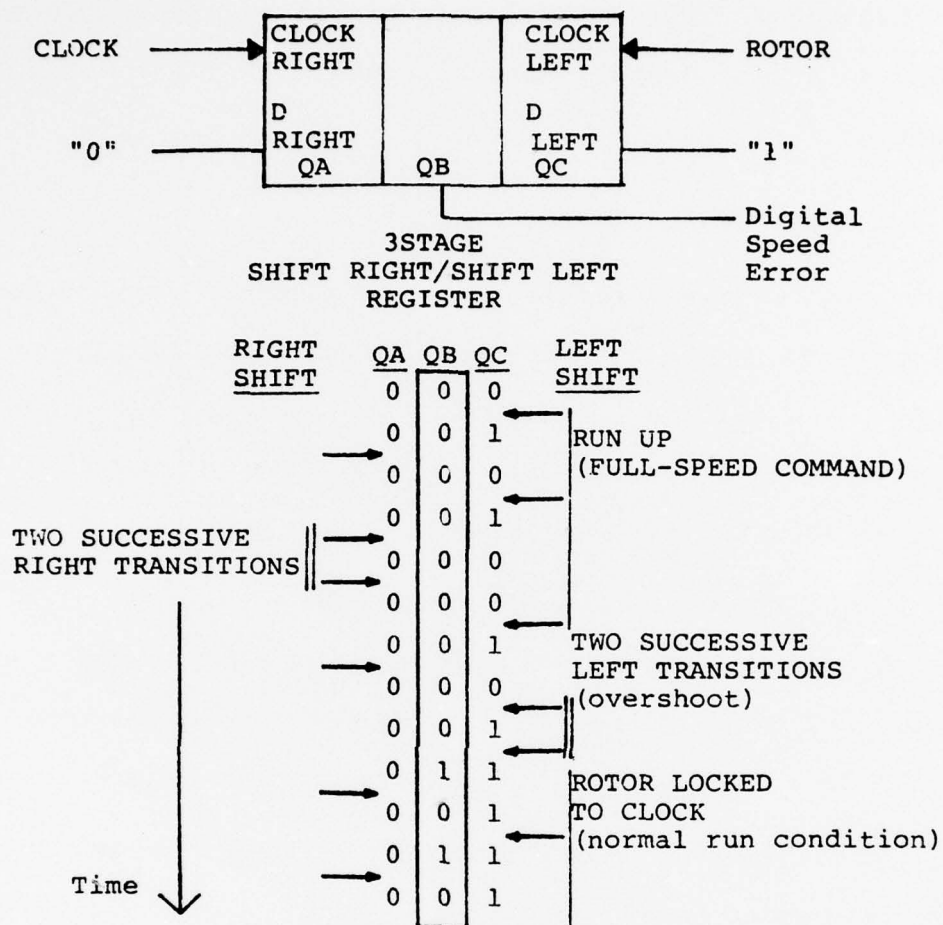 CLOCK
CLOCK RIGHT
CLOCK LEFT
ROTOR
"0"
D RIGHT
D LEFT
"1"
QA QB QC
Digital
Speed
Error
3STAGE
SHIFT RIGHT/SHIFT LEFT
REGISTER
RIGHT
SHIFT
QA QB QC
LEFT
SHIFT
0 0 0
0 0 1
RUN UP
(FULL-SPEED COMMAND)
0 0 0
0 0 1
TWO SUCCESSIVE
RIGHT TRANSITIONS
0 0 0
0 0 0
0 0 1
TWO SUCCESSIVE
LEFT TRANSITIONS
(overshoot)
0 0 0
0 0 1
0 1 1
ROTOR LOCKED
TO CLOCK
(normal run condition)
0 0 1
0 1 1
0 0 1
Time